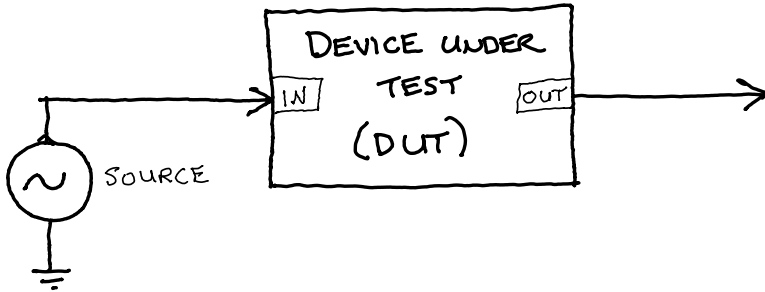 DEVICE UNDER
TEST
(DUT)
IN
OUT
SOURCE